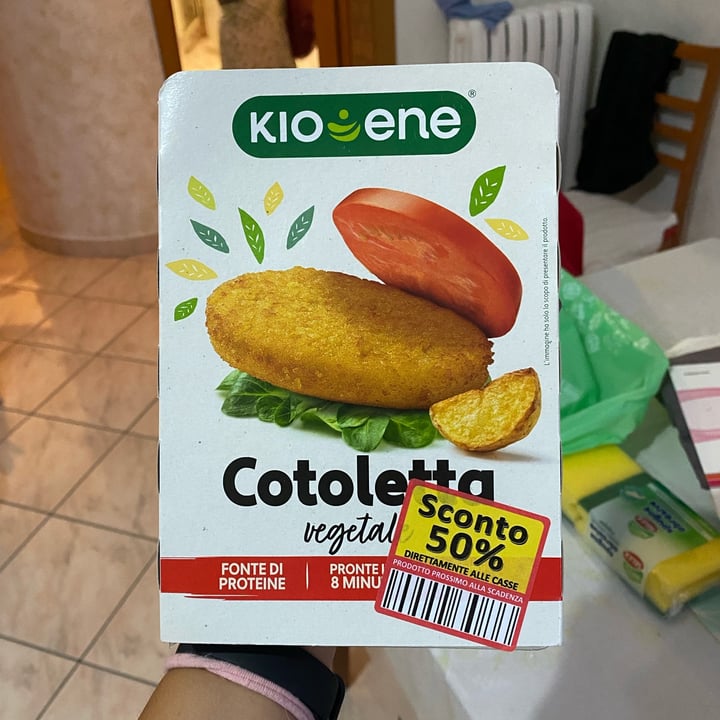 KIOENE®
L'immagine ha solo lo scopo di presentare il prodotto.
Cotoletta
vegetal
FONTE DI
PROTEINE
PRONTE
8 MINU
Sconto
50%
DIRETTAMENTE ALLE CASSE
PRODOTTO PROSSIMO ALLA SCADENZA